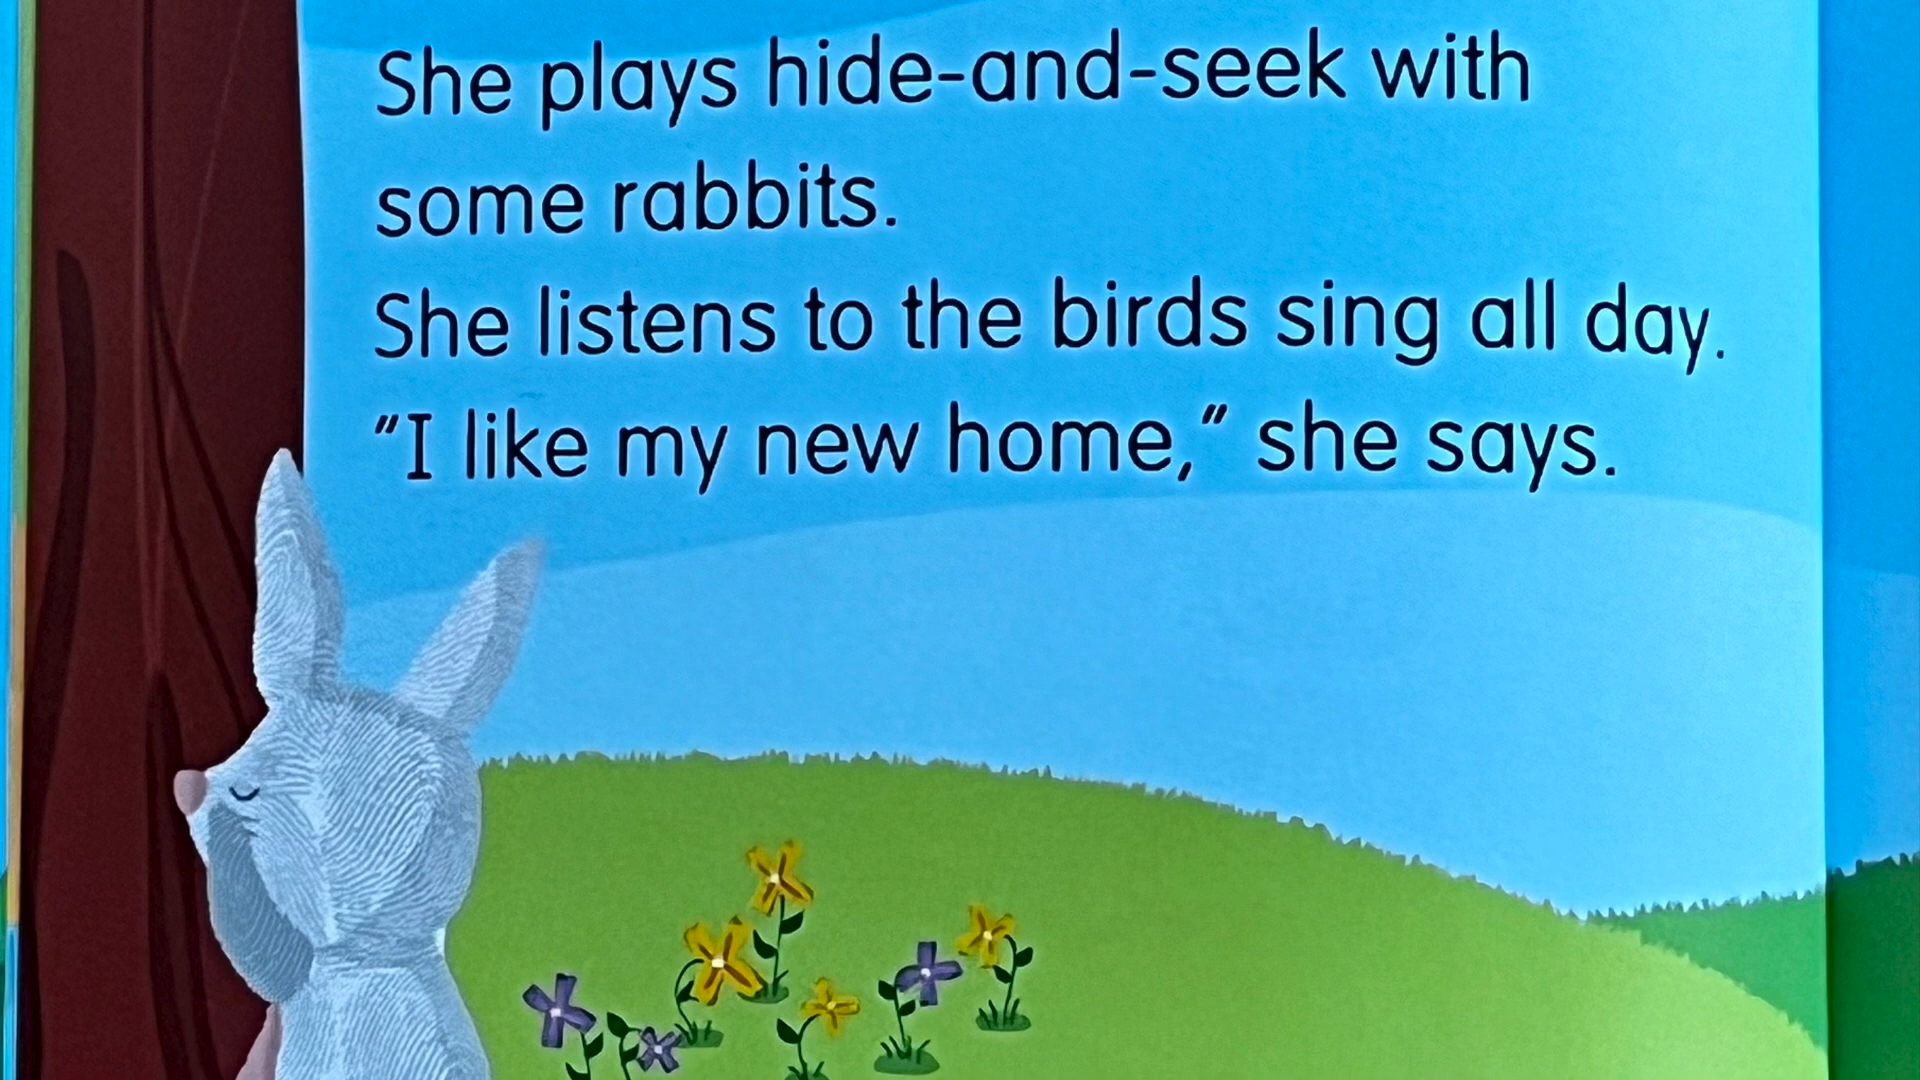 She plays hide-and-seek with
some rabbits.
She listens to the birds sing all day.
"I like my new home," she says.